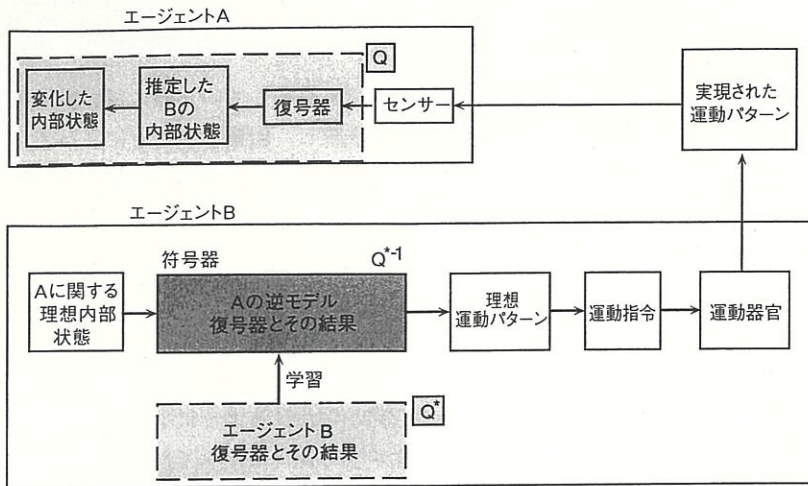 エージェントA
Q
変化した
内部状態
推定した
Bの
内部状態
復号器
センサー
実現された
運動パターン
エージェントB
符号器
Q*-1
Aに関する
理想内部
状態
Aの逆モデル
復号器とその結果
理想
運動パターン
運動指令
運動器官
学習
Q*
エージェントB
復号器とその結果